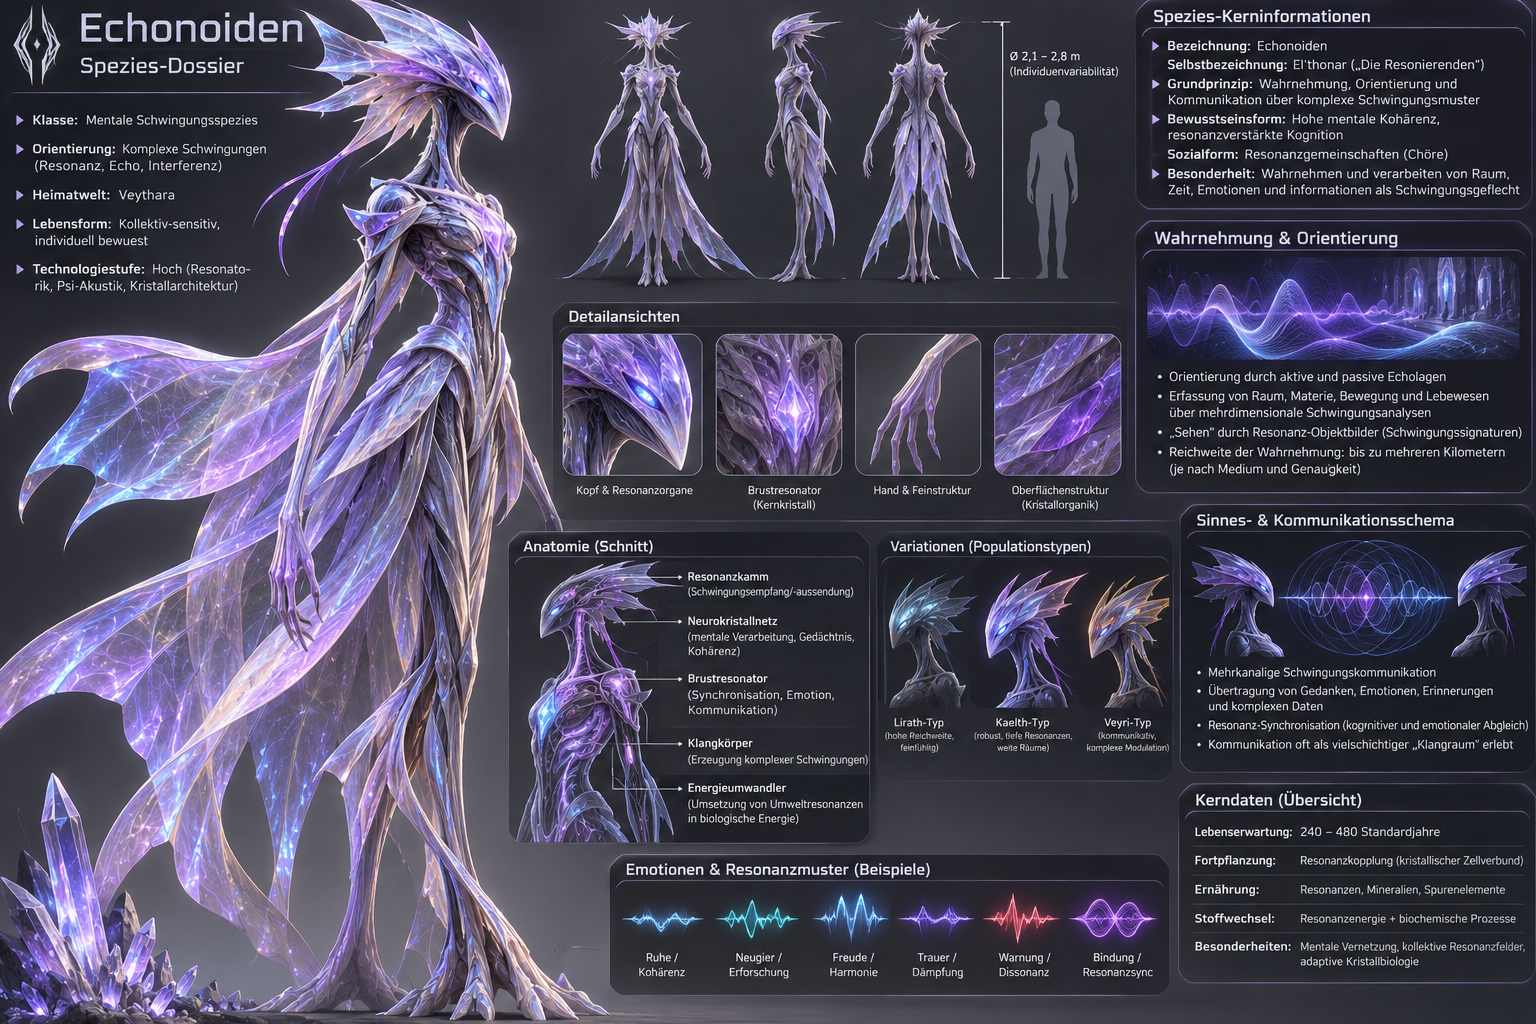 Echonoiden
Spezies-Dossier
Klasse: Mentale Schwingungsspezies
Orientierung: Komplexe Schwingungen
(Resonanz, Echo, Interferenz)
Heimatwelt: Veythara
Lebensform: Kollektiv-sensitiv,
individuell bewuest
Technologiestufe: Hoch (Resonato-
rik, Psi-Akustik, Kristallarchitektur)
Ø 2,1 – 2,8 m
(Individuenvariabilität)
Detailansichten
Kopf & Resonanzorgane
Brustresonator
(Kernkristall)
Hand & Feinstruktur
Oberflächenstruktur
(Kristallorganik)
Anatomie (Schnitt)
Resonanzkamm
(Schwingungsempfang/-aussendung)
Neurokristallnetz
(mentale Verarbeitung, Gedächtnis,
Kohärenz)
Brustresonator
(Synchronisation, Emotion,
Kommunikation)
Klangkörper
(Erzeugung komplexer Schwingungen)
Energieumwandler
(Umsetzung von Umweltresonanzen
in biologische Energie)
Variationen (Populationstypen)
Lirath-Typ
(hohe Reichweite,
feinfühlig)
Kaelth-Typ
(robust, tiefe Resonanzen,
weite Räume)
Veyri-Typ
(kommunikativ,
komplexe Modulation)
Emotionen & Resonanzmuster (Beispiele)
Ruhe /
Kohärenz
Neugier /
Erforschung
Freude /
Harmonie
Trauer /
Dämpfung
Warnung /
Dissonanz
Bindung /
Resonanzsync
Spezies-Kerninformationen
Bezeichnung: Echonoiden
Selbstbezeichnung: El'thonar („Die Resonierenden“)
Grundprinzip: Wahrnehmung, Orientierung und
Kommunikation über komplexe Schwingungsmuster
Bewusstseinsform: Hohe mentale Kohärenz,
resonanzverstärkte Kognition
Sozialform: Resonanzgemeinschaften (Chöre)
Besonderheit: Wahrnehmen und verarbeiten von Raum,
Zeit, Emotionen und informationen als Schwingungsgeflecht
Wahrnehmung & Orientierung
• Orientierung durch aktive und passive Echolagen
• Erfassung von Raum, Materie, Bewegung und Lebewesen
über mehrdimensionale Schwingungsanalysen
• „Sehen“ durch Resonanz-Objektbilder (Schwingungssignaturen)
• Reichweite der Wahrnehmung: bis zu mehreren Kilometern
(je nach Medium und Genauigkeit)
Sinnes- & Kommunikationsschema
• Mehrkanalige Schwingungskommunikation
• Übertragung von Gedanken, Emotionen, Erinnerungen
und komplexen Daten
• Resonanz-Synchronisation (kognitiver und emotionaler Abgleich)
• Kommunikation oft als vielschichtiger „Klangraum“ erlebt
Kerndaten (Übersicht)
Lebenserwartung: 240 – 480 Standardjahre
Fortpflanzung: Resonanzkopplung (kristallischer Zellverbund)
Ernährung: Resonanzen, Mineralien, Spurenelemente
Stoffwechsel: Resonanzenergie + biochemische Prozesse
Besonderheiten: Mentale Vernetzung, kollektive Resonanzfelder,
adaptive Kristallbiologie